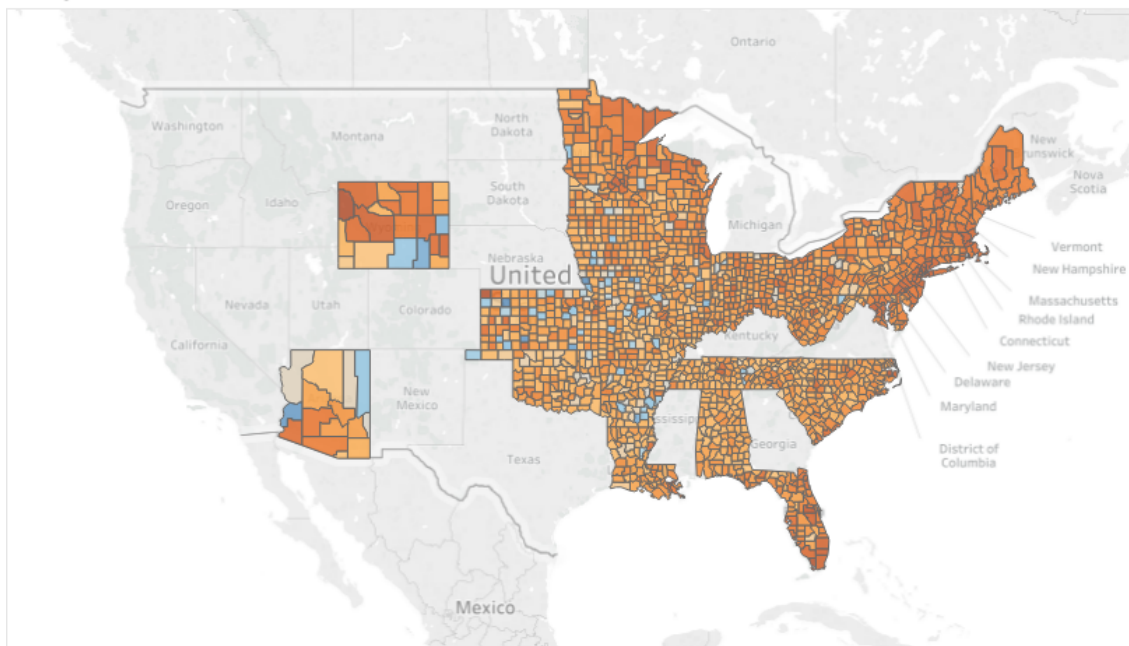 Ontario
Washington
Montana
North
Dakota
New
unswick
Nova
Scotia
Oregon
Idaho
South
Dakota
Michigan
Vermont
Nebraska
United
New Hampshire
Massachusetts
Rhode Island
Nevada
Utah
Colorado
Connecticut
California
Kentucky
New Jersey
Delaware
New
Mexico
Maryland
ississip
Georgia
District of
Columbia
Texas
Mexico